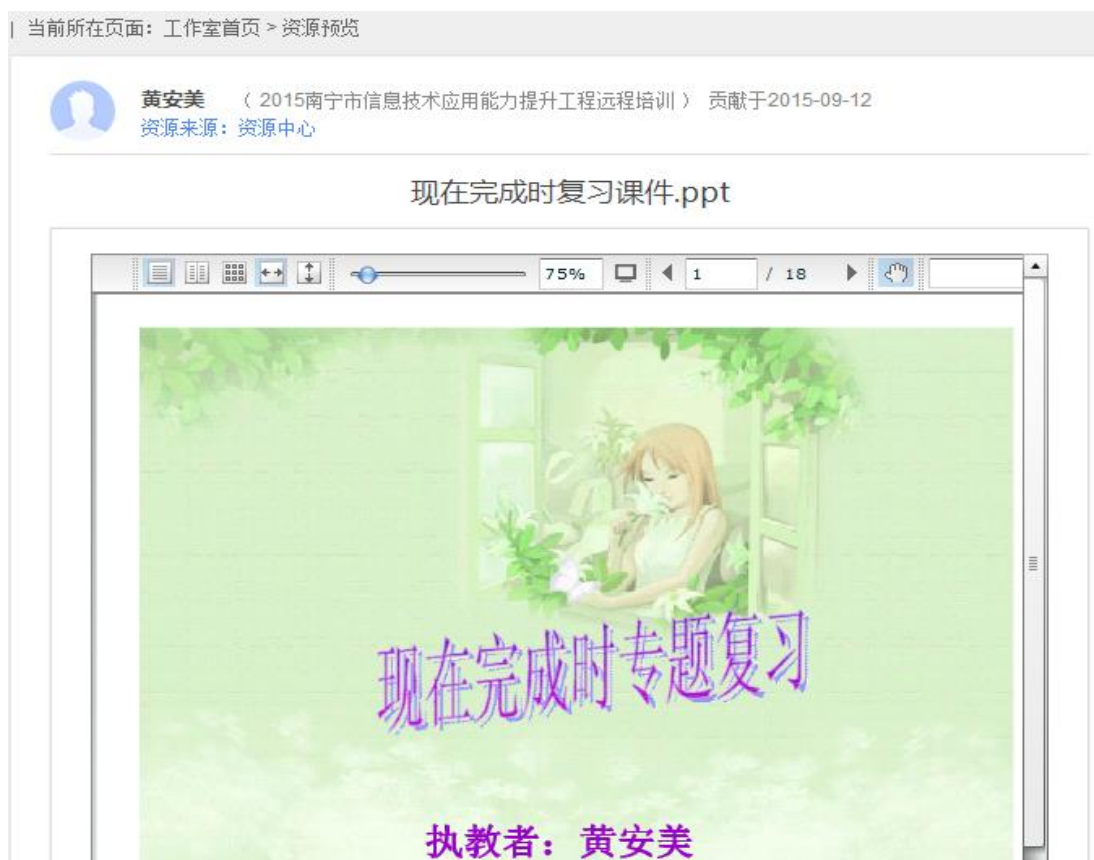 | 当前所在页面：工作室首页 > 资源预览
黄安美 （ 2015南宁市信息技术应用能力提升工程远程培训 ） 贡献于2015-09-12
资源来源：资源中心
现在完成时复习课件.ppt
75% 1 / 18
现在完成时专题复习
执教者：黄安美